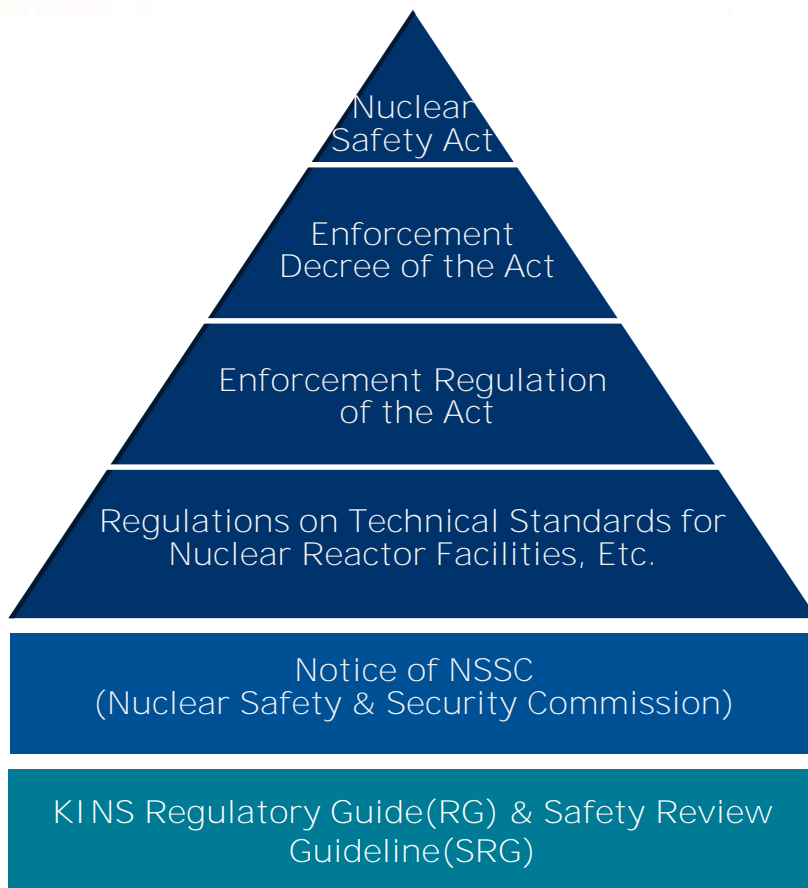 Nuclear
Safety Act
Enforcement
Decree of the Act
Enforcement Regulation
of the Act
Regulations on Technical Standards for
Nuclear Reactor Facilities, Etc.
Notice of NSSC
(Nuclear Safety & Security Commission)
KINS Regulatory Guide(RG) & Safety Review
Guideline(SRG)